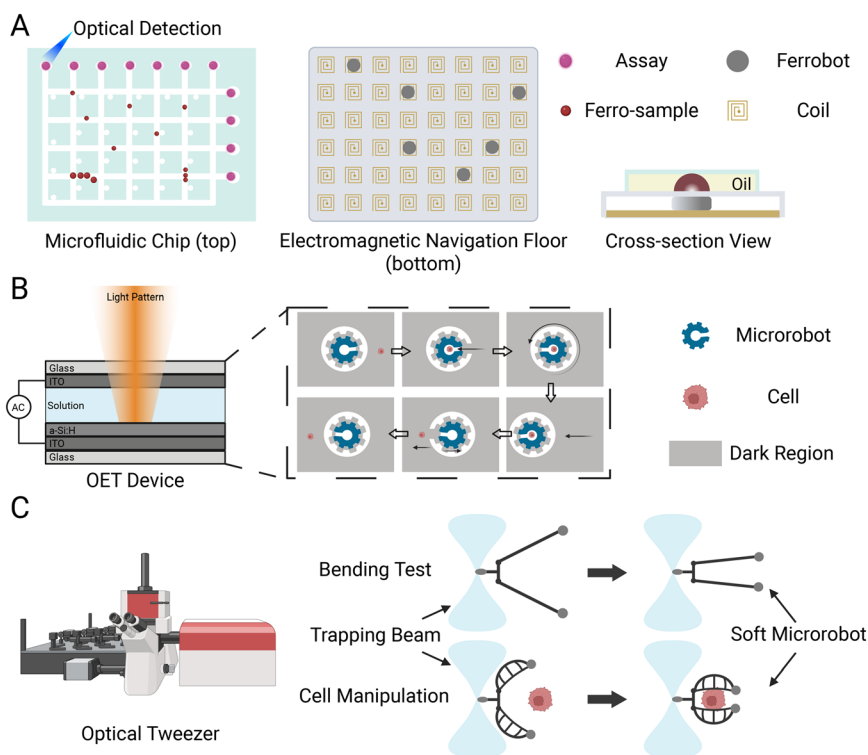 A
Optical Detection
Assay
Ferrobot
Ferro-sample
Coil
Oil
Microfluidic Chip (top)
Electromagnetic Navigation Floor
(bottom)
Cross-section View
B
Light Pattern
Glass
ITO
AC
Solution
a-Si:H
ITO
Glass
OET Device
Microrobot
Cell
Dark Region
C
Bending Test
Trapping Beam
Soft Microrobot
Cell Manipulation
Optical Tweezer